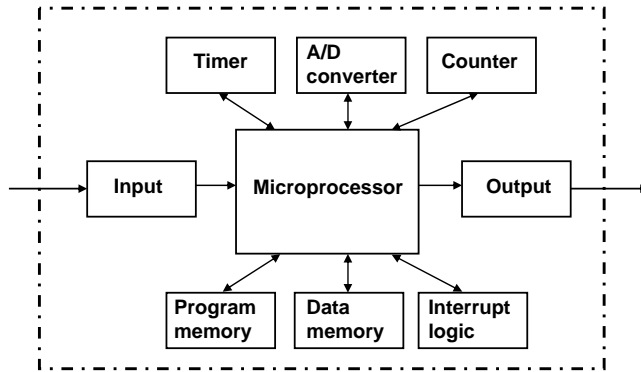 Timer
A/D
converter
Counter
Input
Microprocessor
Output
Program
memory
Data
memory
Interrupt
logic